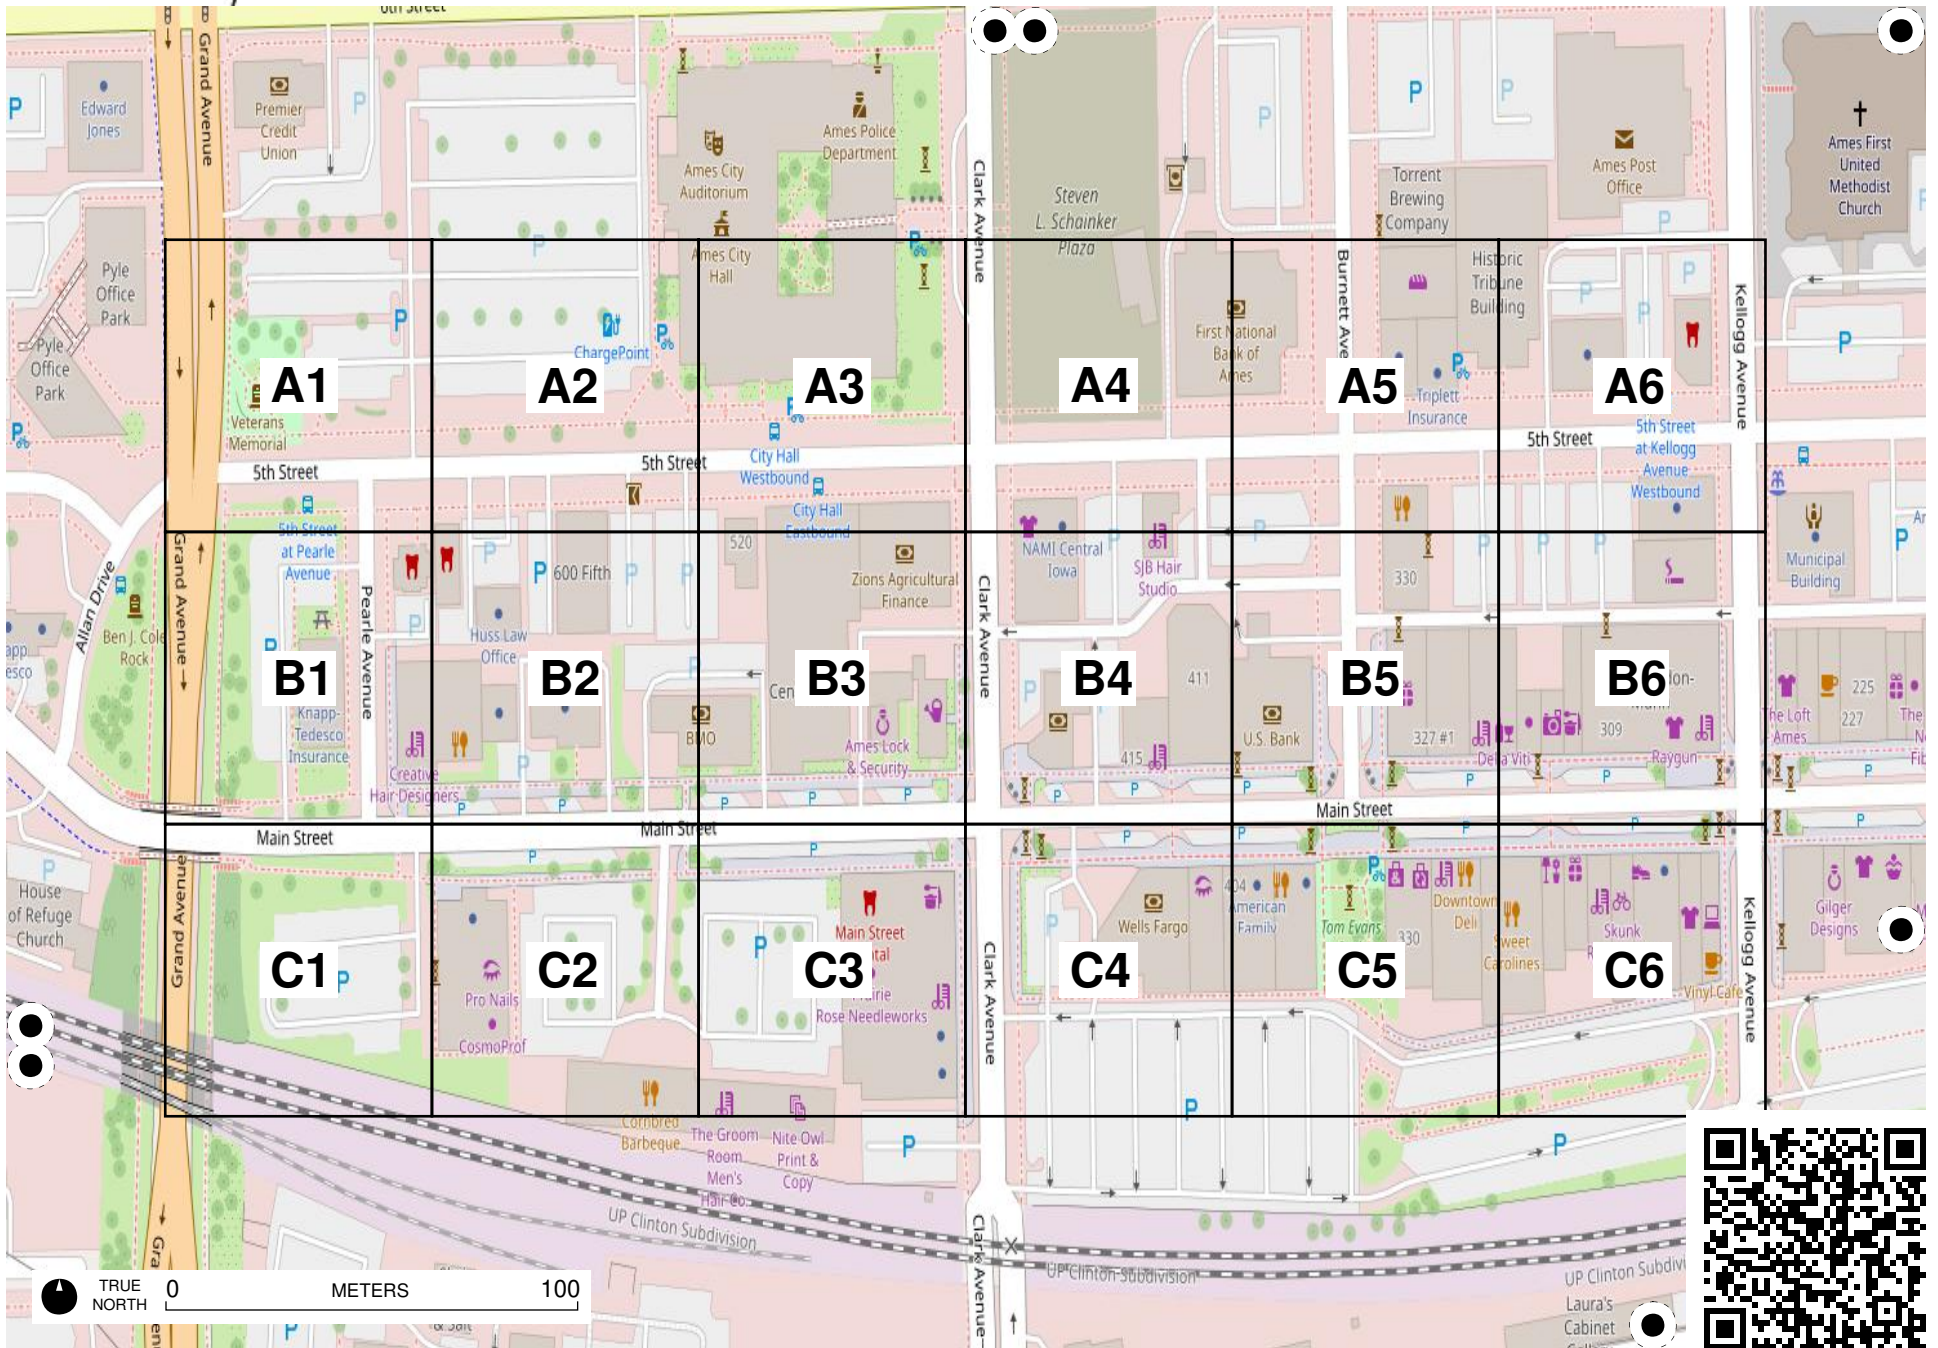 6th Street
Grand Avenue
Edward
Jones
Premier
Credit
Union
Ames City
Auditorium
Ames Police
Department
Ames City
Hall
Clark Avenue
Steven
L. Schainker
Plaza
Torrent
Brewing
Company
Ames Post
Office
Ames First
United
Methodist
Church
Pyle
Office
Park
Pyle
Office
Park
ChargePoint
Veterans
Memorial
First National
Bank of
Ames
Burnett Ave
Historic
Tribune
Building
Triplett
Insurance
Kellogg Avenue
A1
A2
A3
A4
A5
A6
5th Street
5th Street
5th Street
City Hall
Westbound
City Hall
Eastbound
5th Street
at Kellogg
Avenue
Westbound
5th Street
at Pearle
Avenue
Allan Drive
Ben J. Cole
Rock
Grand Avenue
Pearle Avenue
Knapp-
Tedesco
Insurance
Creative
Hair Designers
Huss Law
Office
600 Fifth
520
Zions Agricultural
Finance
Cen
BMO
Ames Lock
& Security
Clark Avenue
NAMI Central
Iowa
SJB Hair
Studio
411
415
U.S. Bank
330
327 #1
Della Viti
309
Raygun
Municipal
Building
The Loft
Ames
225
227
B1
B2
B3
B4
B5
B6
Main Street
Main Street
Main Street
House
of Refuge
Church
Grand Avenue
Pro Nails
CosmoProf
Main Street
Prairie
Rose Needleworks
Clark Avenue
Wells Fargo
404
American
Family
Tom Evans
330
Downtown
Deli
Sweet
Carolines
Skunk
Vinyl Cafe
Kellogg Avenue
Gilger
Designs
C1
C2
C3
C4
C5
C6
Cornbred
Barbeque
The Groom
Room
Men's
Hair Co.
Nite Owl
Print &
Copy
UP Clinton Subdivision
UP Clinton Subdivision
UP Clinton Subdivi
Clark Avenue
Laura's
Cabinet
TRUE
NORTH
0
METERS
100